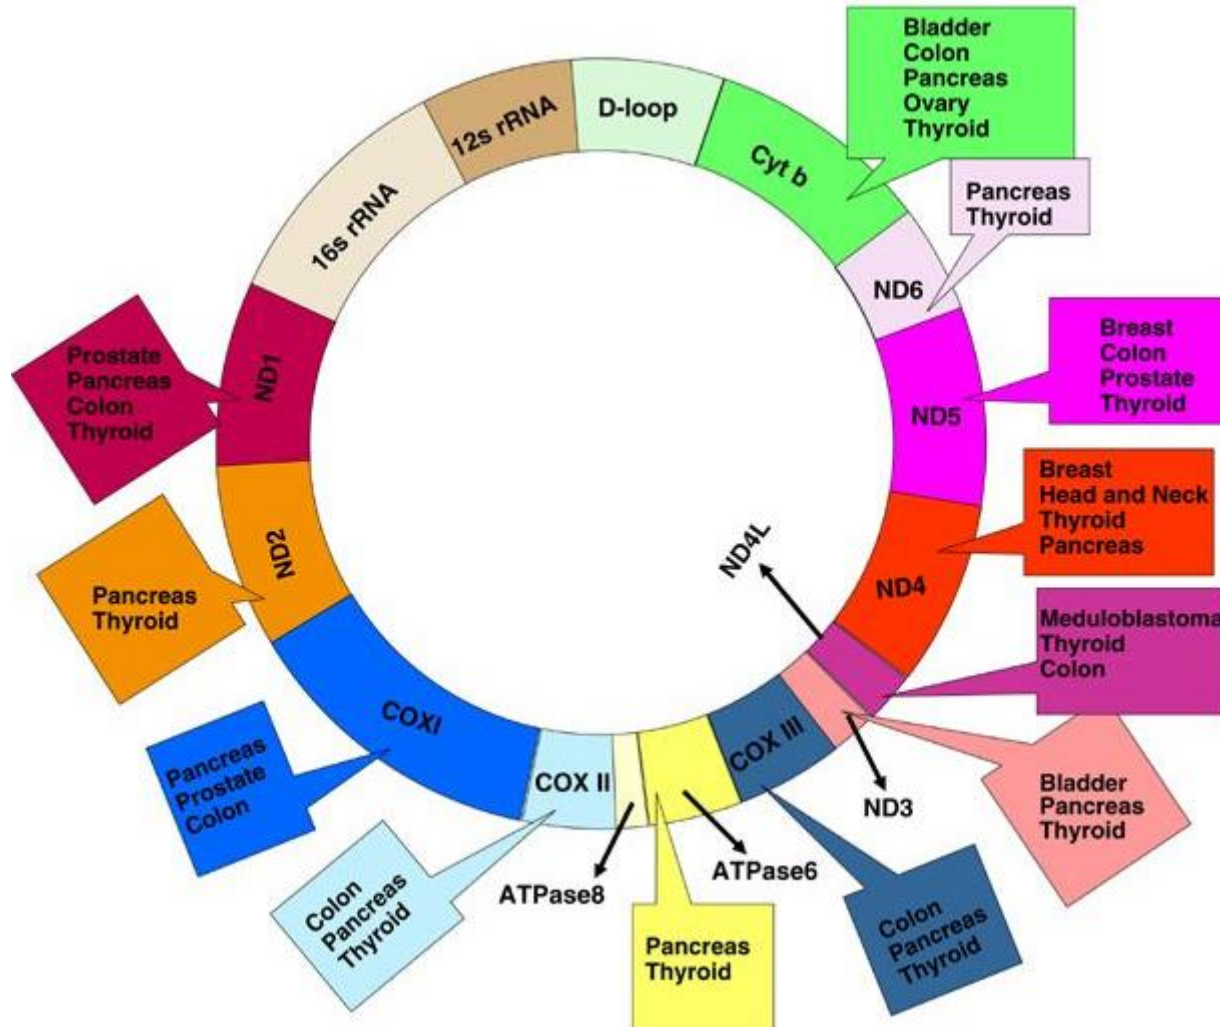 D-loop
Cyt b
Bladder
Colon
Pancreas
Ovary
Thyroid
ND6
Pancreas
Thyroid
ND5
Breast
Colon
Prostate
Thyroid
ND4
Breast
Head and Neck
Thyroid
Pancreas
ND4L
Meduloblastoma
Thyroid
Colon
ND3
Bladder
Pancreas
Thyroid
COX III
Colon
Pancreas
Thyroid
ATPase6
Pancreas
Thyroid
ATPase8
COX II
Colon
Pancreas
Thyroid
COXI
Pancreas
Prostate
Colon
ND2
Pancreas
Thyroid
ND1
Prostate
Pancreas
Colon
Thyroid
16s rRNA
12s rRNA